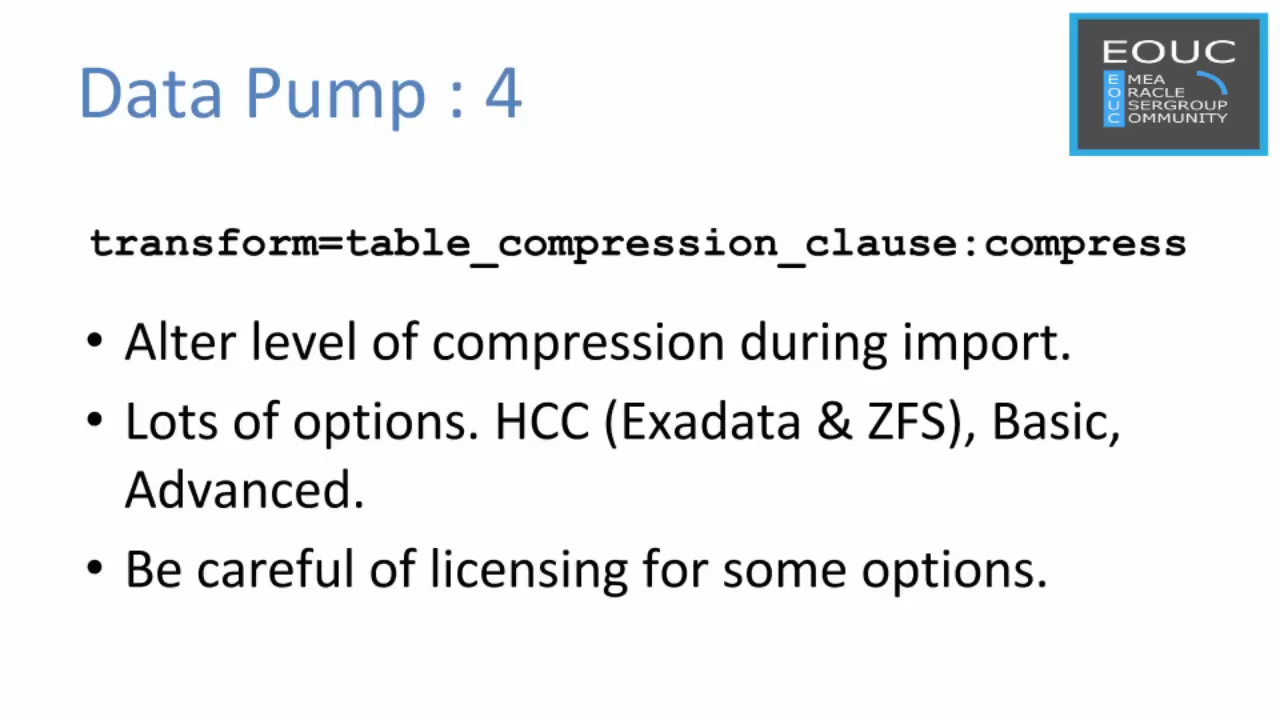 Data Pump : 4
EOUC
EMEA
ORACLE
USERGROUP
COMMUNITY
transform=table_compression_clause:compress
• Alter level of compression during import.
• Lots of options. HCC (Exadata & ZFS), Basic,
Advanced.
• Be careful of licensing for some options.